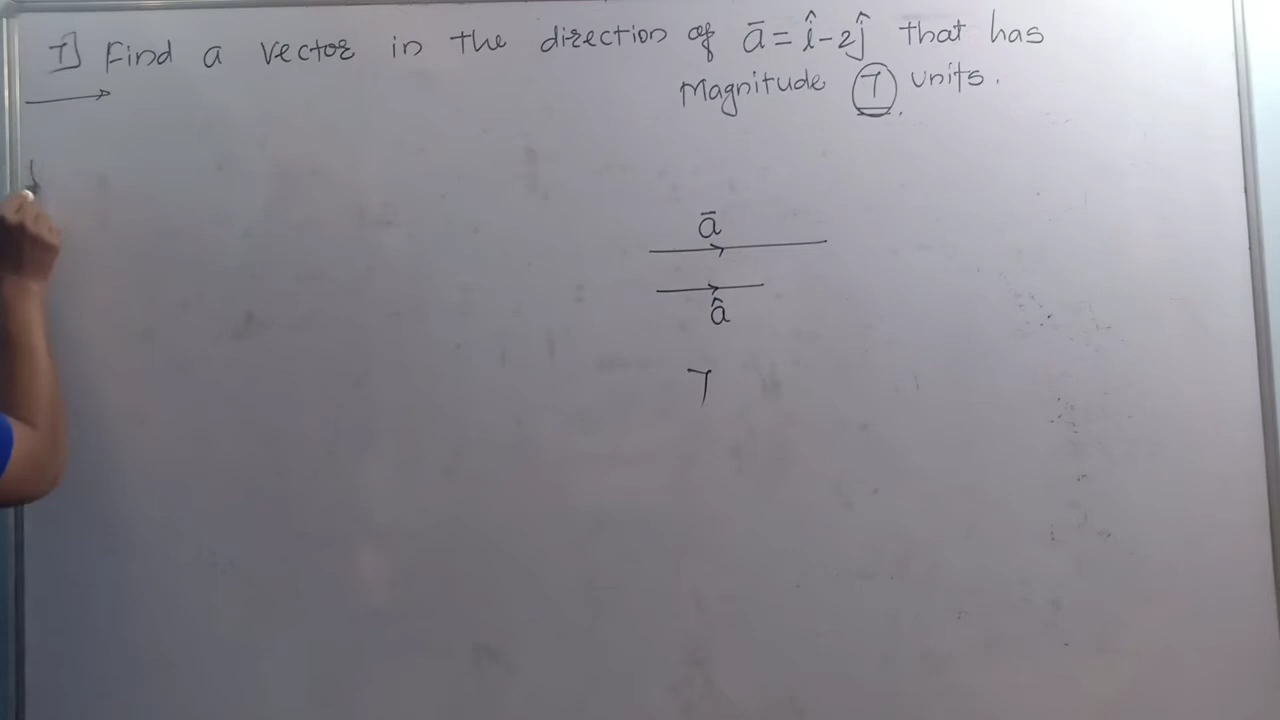 1] Find a vector in the direction of a̅ = î - 2ĵ that has
Magnitude 7 units.
a̅
â
7